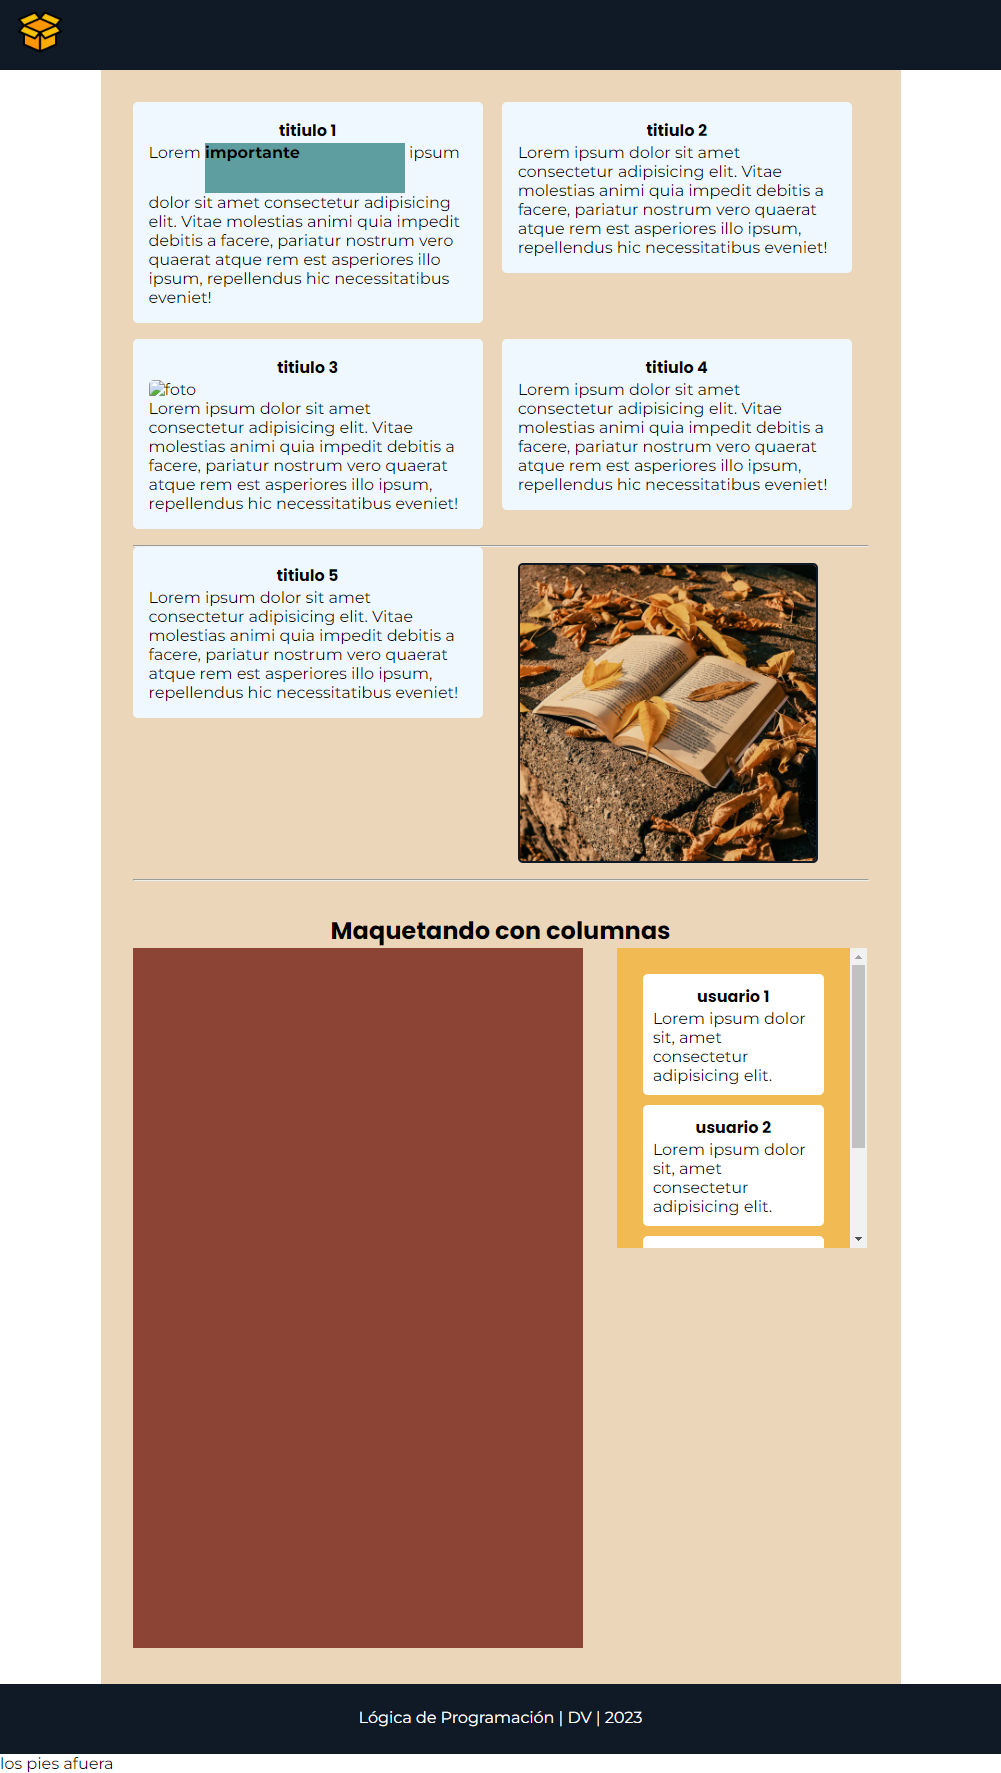 titiulo 1
Lorem importante ipsum
dolor sit amet consectetur adipisicing
elit. Vitae molestias animi quia impedit
debitis a facere, pariatur nostrum vero
quaerat atque rem est asperiores illo
ipsum, repellendus hic necessitatibus
eveniet!
titiulo 2
Lorem ipsum dolor sit amet
consectetur adipisicing elit. Vitae
molestias animi quia impedit debitis a
facere, pariatur nostrum vero quaerat
atque rem est asperiores illo ipsum,
repellendus hic necessitatibus eveniet!
titiulo 3
foto
Lorem ipsum dolor sit amet
consectetur adipisicing elit. Vitae
molestias animi quia impedit debitis a
facere, pariatur nostrum vero quaerat
atque rem est asperiores illo ipsum,
repellendus hic necessitatibus eveniet!
titiulo 4
Lorem ipsum dolor sit amet
consectetur adipisicing elit. Vitae
molestias animi quia impedit debitis a
facere, pariatur nostrum vero quaerat
atque rem est asperiores illo ipsum,
repellendus hic necessitatibus eveniet!
titiulo 5
Lorem ipsum dolor sit amet
consectetur adipisicing elit. Vitae
molestias animi quia impedit debitis a
facere, pariatur nostrum vero quaerat
atque rem est asperiores illo ipsum,
repellendus hic necessitatibus eveniet!
Maquetando con columnas
usuario 1
Lorem ipsum dolor
sit, amet
consectetur
adipisicing elit.
usuario 2
Lorem ipsum dolor
sit, amet
consectetur
adipisicing elit.
Lógica de Programación | DV | 2023
los pies afuera